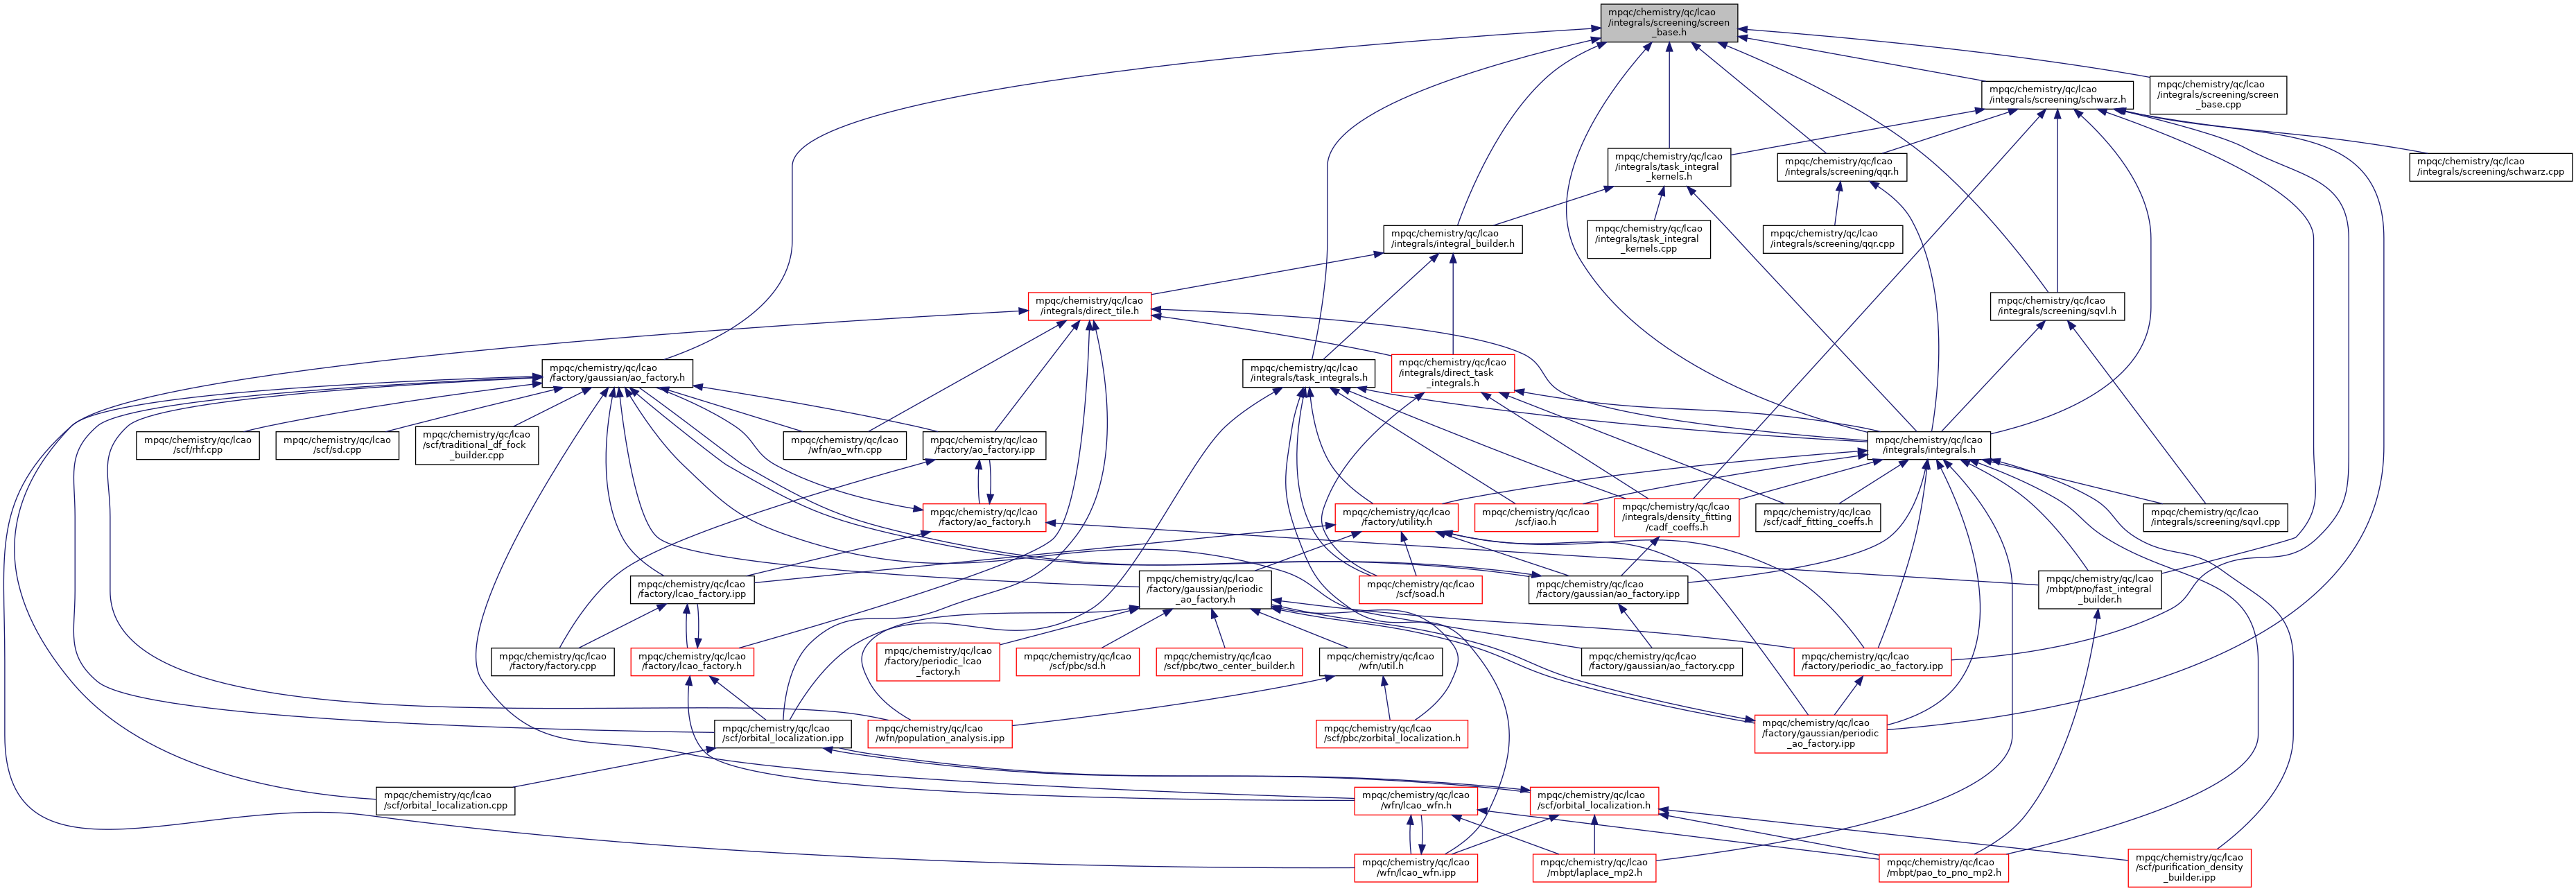 mpqc/chemistry/qc/lcao
/integrals/screening/screen
_base.h
mpqc/chemistry/qc/lcao
/integrals/screening/schwarz.h
mpqc/chemistry/qc/lcao
/integrals/screening/screen
_base.cpp
mpqc/chemistry/qc/lcao
/integrals/task_integral
_kernels.h
mpqc/chemistry/qc/lcao
/integrals/screening/qqr.h
mpqc/chemistry/qc/lcao
/integrals/screening/schwarz.cpp
mpqc/chemistry/qc/lcao
/integrals/integral_builder.h
mpqc/chemistry/qc/lcao
/integrals/task_integral
_kernels.cpp
mpqc/chemistry/qc/lcao
/integrals/screening/qqr.cpp
mpqc/chemistry/qc/lcao
/integrals/direct_tile.h
mpqc/chemistry/qc/lcao
/integrals/screening/sqvl.h
mpqc/chemistry/qc/lcao
/factory/gaussian/ao_factory.h
mpqc/chemistry/qc/lcao
/integrals/task_integrals.h
mpqc/chemistry/qc/lcao
/integrals/direct_task
_integrals.h
mpqc/chemistry/qc/lcao
/scf/rhf.cpp
mpqc/chemistry/qc/lcao
/scf/sd.cpp
mpqc/chemistry/qc/lcao
/scf/traditional_df_fock
_builder.cpp
mpqc/chemistry/qc/lcao
/wfn/ao_wfn.cpp
mpqc/chemistry/qc/lcao
/factory/ao_factory.ipp
mpqc/chemistry/qc/lcao
/integrals/integrals.h
mpqc/chemistry/qc/lcao
/factory/ao_factory.h
mpqc/chemistry/qc/lcao
/factory/utility.h
mpqc/chemistry/qc/lcao
/scf/iao.h
mpqc/chemistry/qc/lcao
/integrals/density_fitting
/cadf_coeffs.h
mpqc/chemistry/qc/lcao
/scf/cadf_fitting_coeffs.h
mpqc/chemistry/qc/lcao
/integrals/screening/sqvl.cpp
mpqc/chemistry/qc/lcao
/factory/lcao_factory.ipp
mpqc/chemistry/qc/lcao
/factory/gaussian/periodic
_ao_factory.h
mpqc/chemistry/qc/lcao
/scf/soad.h
mpqc/chemistry/qc/lcao
/factory/gaussian/ao_factory.ipp
mpqc/chemistry/qc/lcao
/mbpt/pno/fast_integral
_builder.h
mpqc/chemistry/qc/lcao
/factory/factory.cpp
mpqc/chemistry/qc/lcao
/factory/lcao_factory.h
mpqc/chemistry/qc/lcao
/factory/periodic_lcao
_factory.h
mpqc/chemistry/qc/lcao
/scf/pbc/sd.h
mpqc/chemistry/qc/lcao
/scf/pbc/two_center_builder.h
mpqc/chemistry/qc/lcao
/wfn/util.h
mpqc/chemistry/qc/lcao
/factory/gaussian/ao_factory.cpp
mpqc/chemistry/qc/lcao
/factory/periodic_ao_factory.ipp
mpqc/chemistry/qc/lcao
/scf/orbital_localization.ipp
mpqc/chemistry/qc/lcao
/wfn/population_analysis.ipp
mpqc/chemistry/qc/lcao
/scf/pbc/zorbital_localization.h
mpqc/chemistry/qc/lcao
/factory/gaussian/periodic
_ao_factory.ipp
mpqc/chemistry/qc/lcao
/scf/orbital_localization.cpp
mpqc/chemistry/qc/lcao
/wfn/lcao_wfn.h
mpqc/chemistry/qc/lcao
/scf/orbital_localization.h
mpqc/chemistry/qc/lcao
/wfn/lcao_wfn.ipp
mpqc/chemistry/qc/lcao
/mbpt/laplace_mp2.h
mpqc/chemistry/qc/lcao
/mbpt/pao_to_pno_mp2.h
mpqc/chemistry/qc/lcao
/scf/purification_density
_builder.ipp